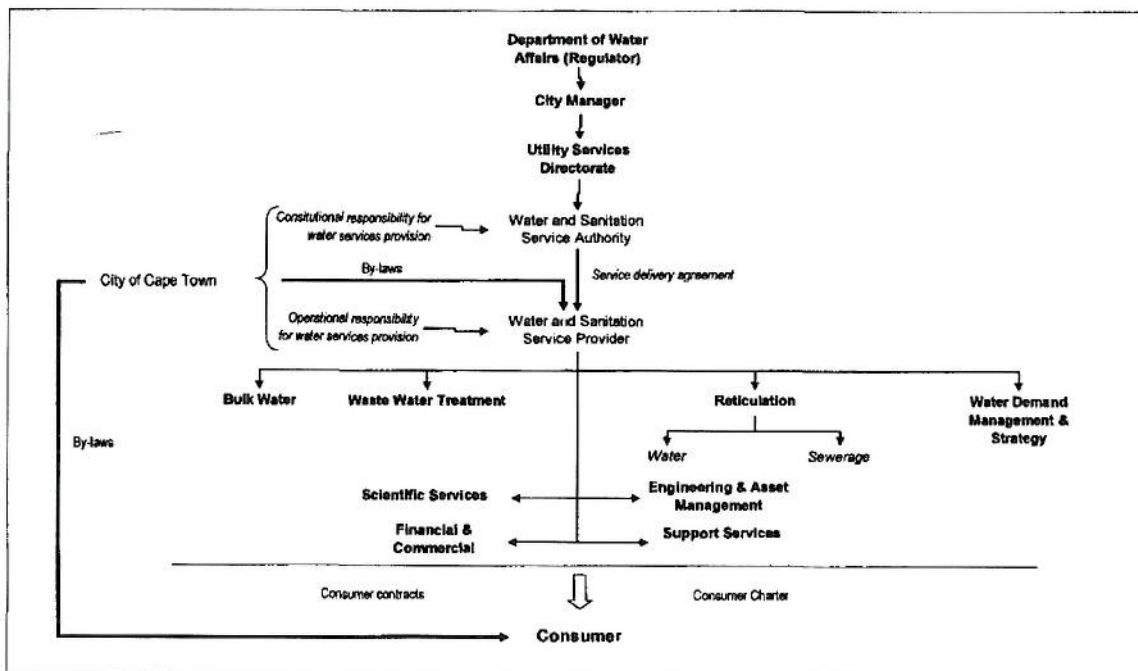 Department of Water
Affairs (Regulator)
City Manager
Utility Services
Directorate
Consitutional responsibility for
water services provision
Water and Sanitation
Service Authority
By-laws
Service delivery agreement
City of Cape Town
Operational responsibility
for water services provision
Water and Sanitation
Service Provider
Bulk Water
Waste Water Treatment
Reticulation
Water Demand
Management &
Strategy
By-laws
Water
Sewerage
Scientific Services
Engineering & Asset
Management
Financial &
Commercial
Support Services
Consumer contracts
Consumer Charter
Consumer